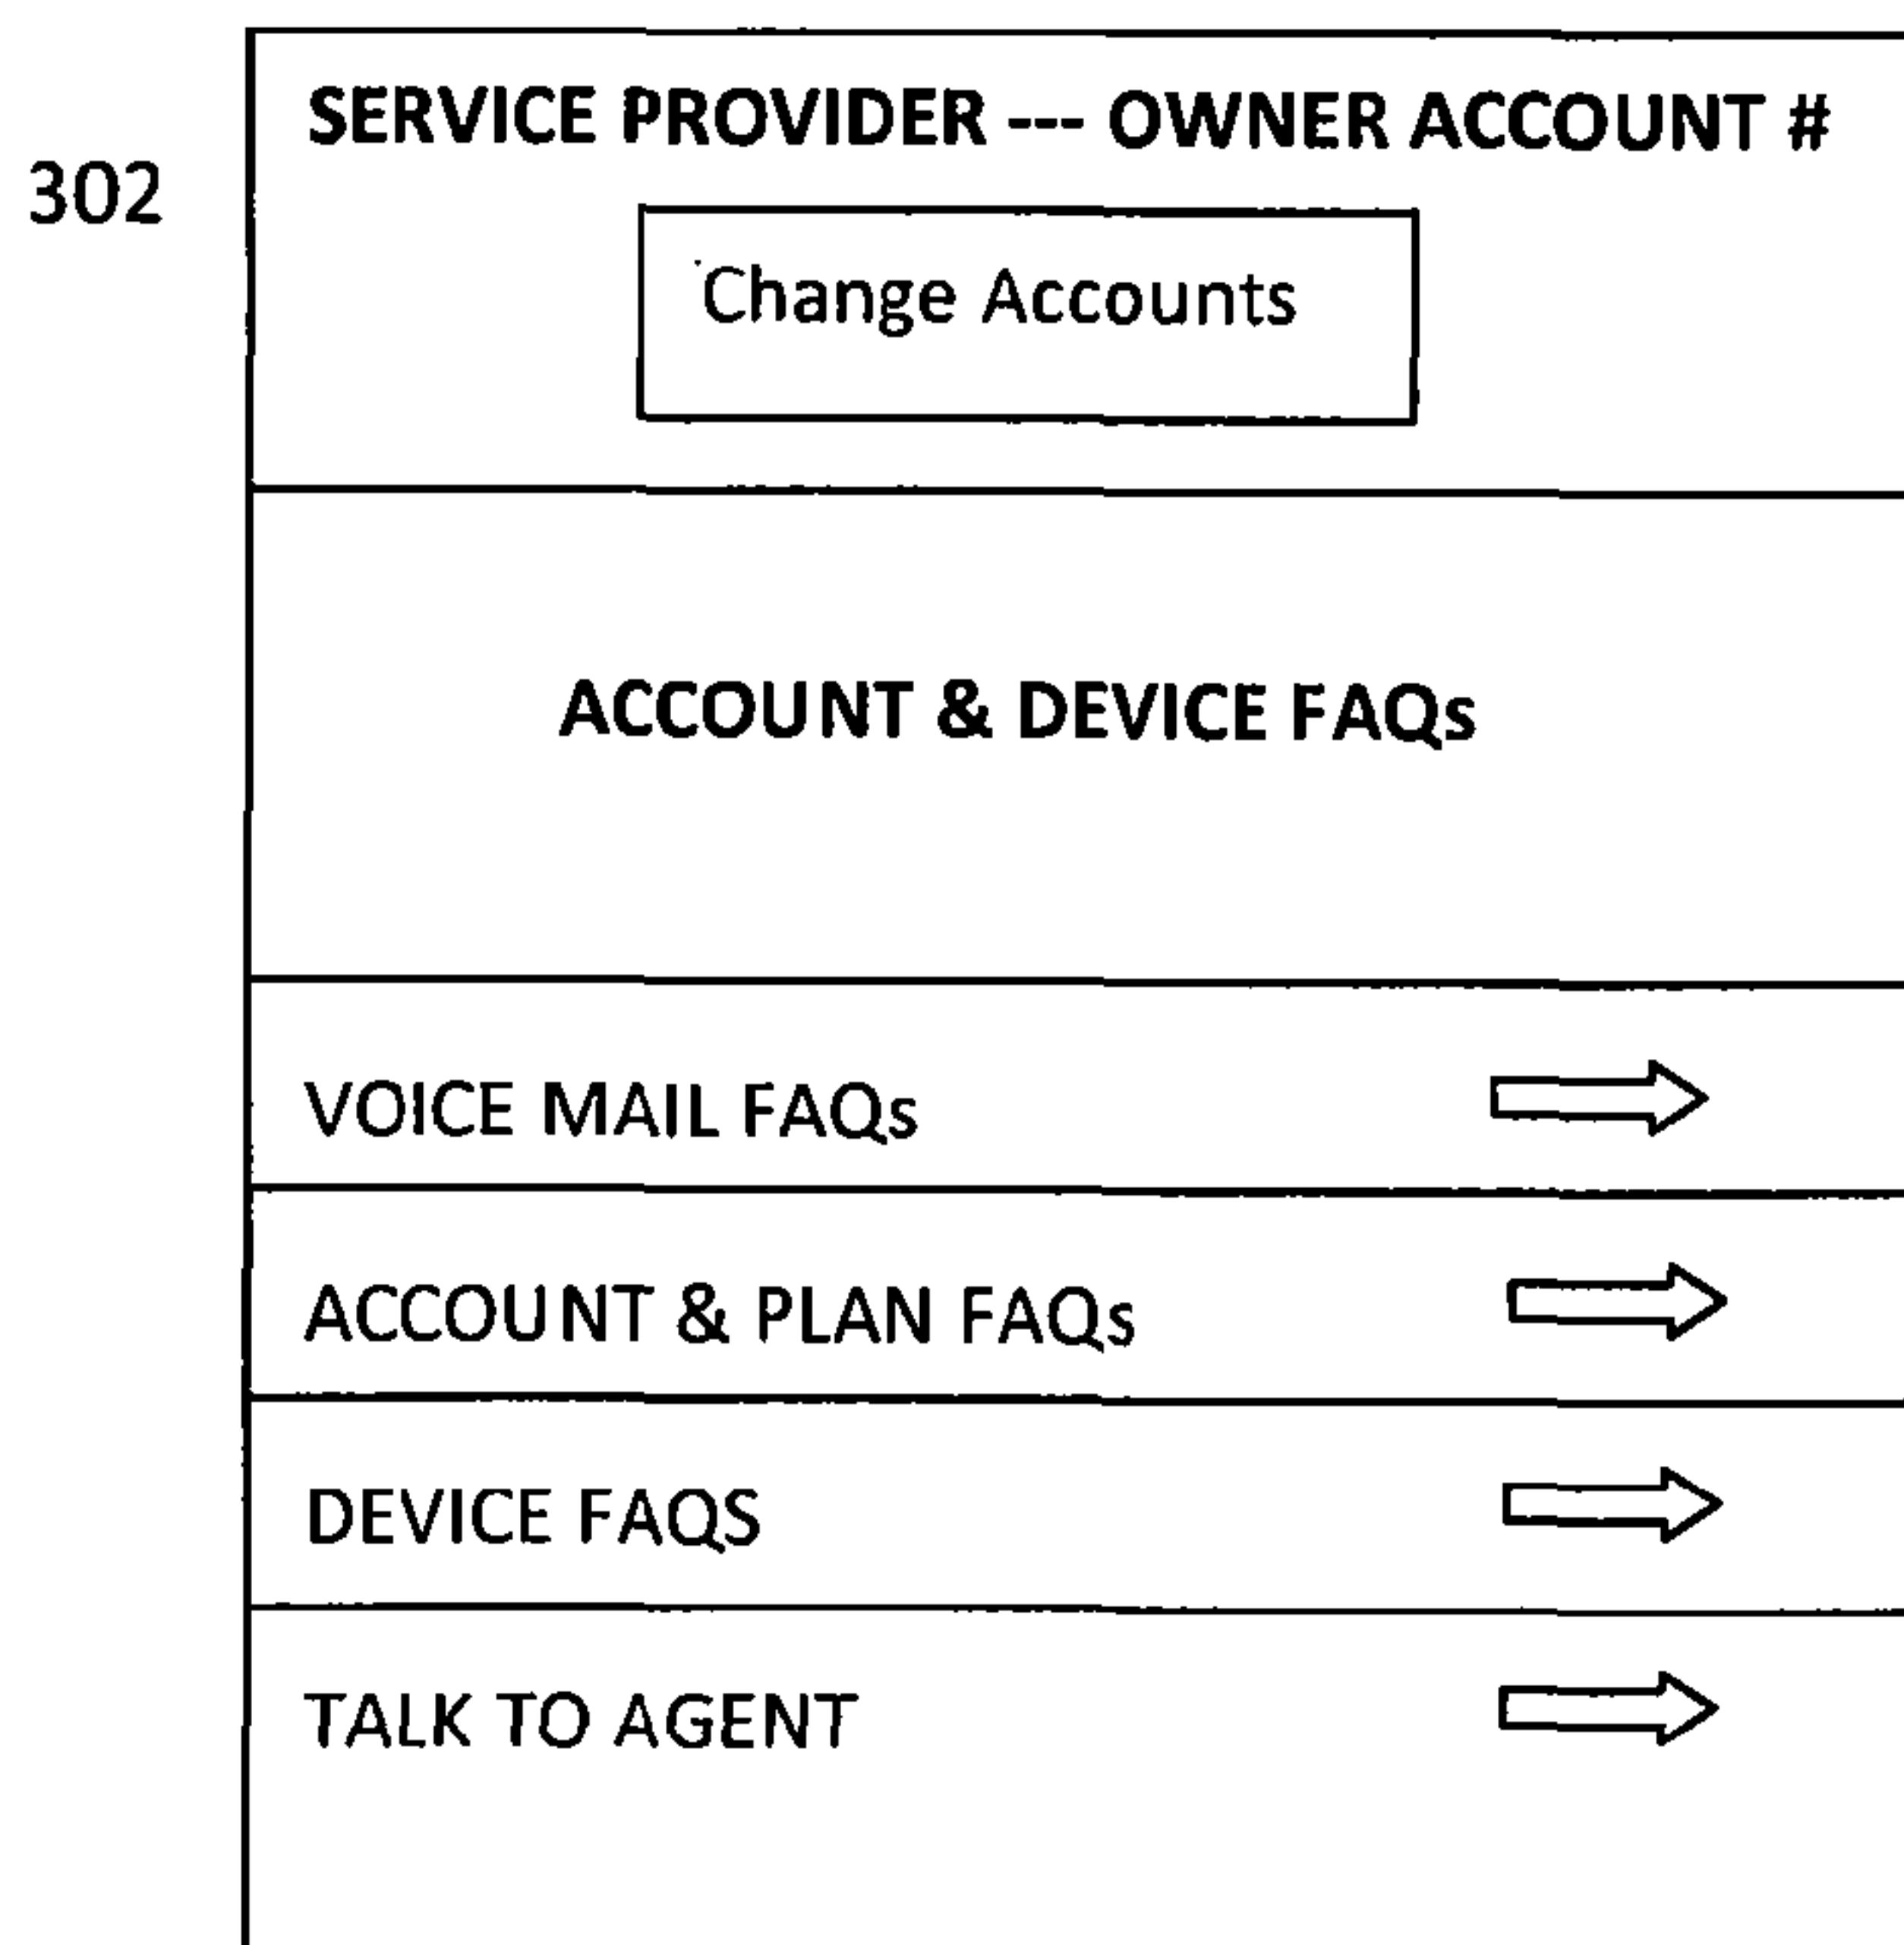 SERVICE PROVIDER --- OWNER ACCOUNT #
302
Change Accounts
ACCOUNT & DEVICE FAQs
VOICE MAIL FAQs
ACCOUNT & PLAN FAQs
DEVICE FAQS
TALK TO AGENT